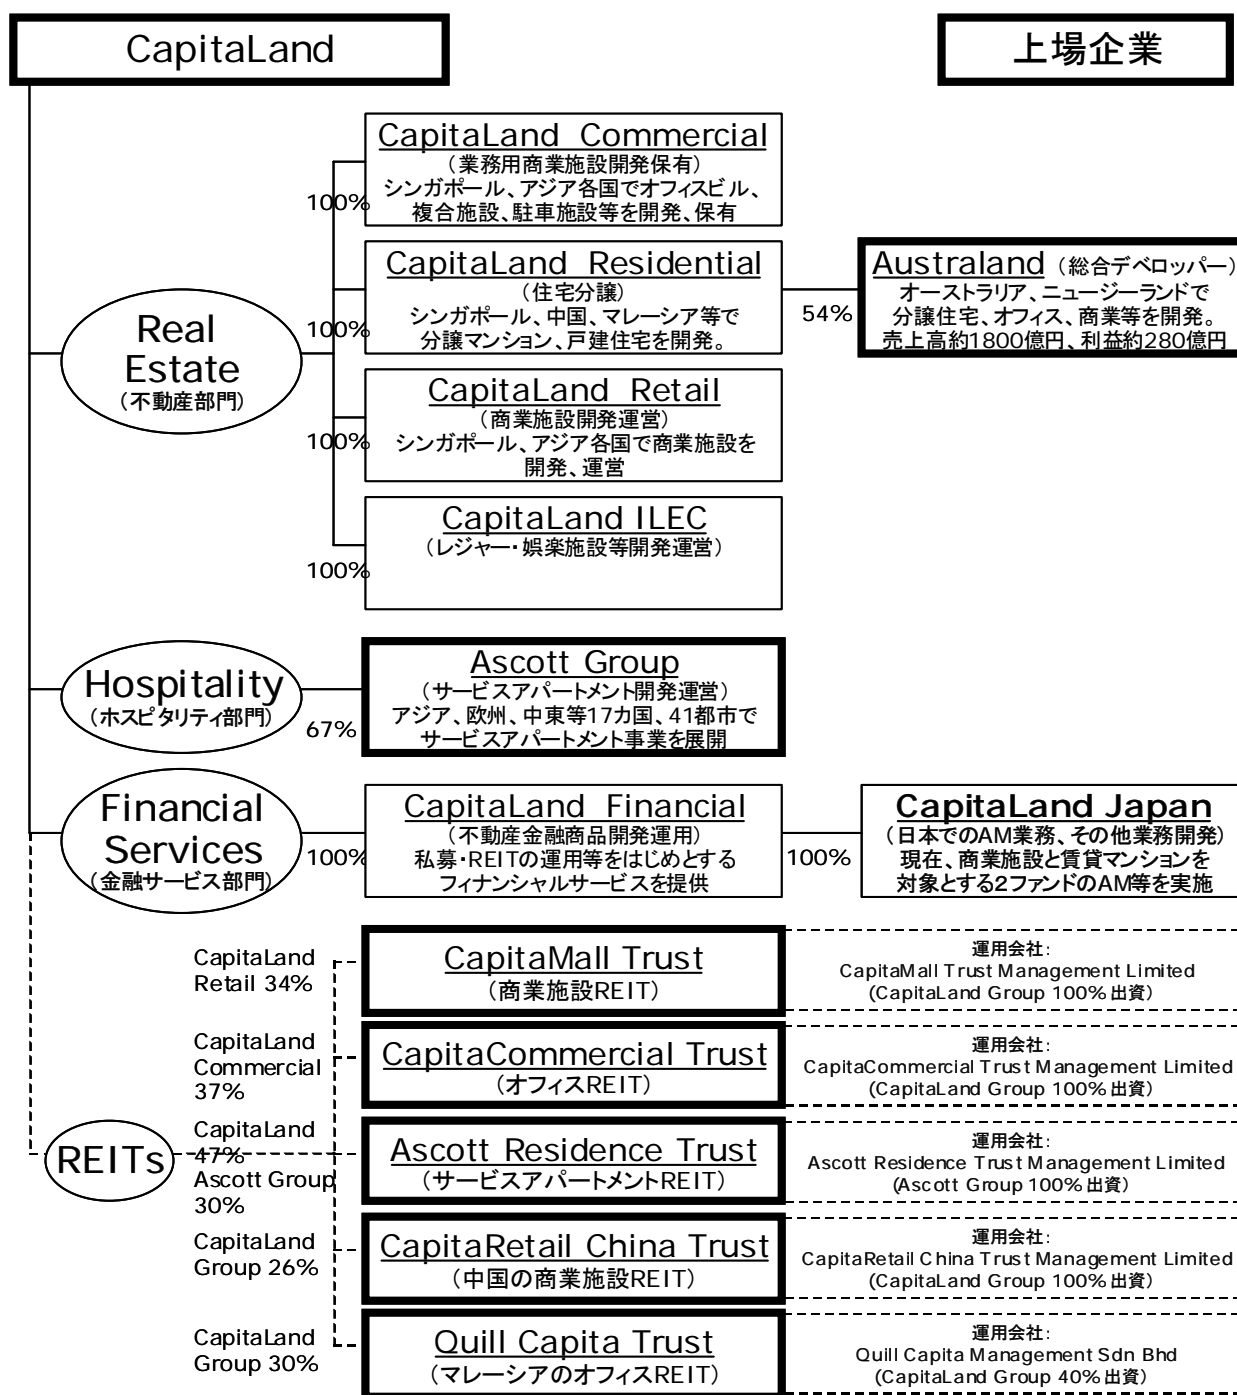 CapitaLand
上場企業
CapitaLand Commercial
（業務用商業施設開発保有）
シンガポール、アジア各国でオフィスビル、
複合施設、駐車施設等を開発、保有
100%
CapitaLand Residential
（住宅分譲）
シンガポール、中国、マレーシア等で
分譲マンション、戸建住宅を開発。
100%
54%
Australand （総合デベロッパー）
オーストラリア、ニュージーランドで
分譲住宅、オフィス、商業等を開発。
売上高約1800億円、利益約280億円
Real
Estate
（不動産部門）
CapitaLand Retail
（商業施設開発運営）
シンガポール、アジア各国で商業施設を
開発、運営
100%
CapitaLand ILEC
（レジャー・娯楽施設等開発運営）
100%
Hospitality
（ホスピタリティ部門）
67%
Ascott Group
（サービスアパートメント開発運営）
アジア、欧州、中東等17カ国、41都市で
サービスアパートメント事業を展開
Financial
Services
（金融サービス部門）
100%
CapitaLand Financial
（不動産金融商品開発運用）
私募・REITの運用等をはじめとする
フィナンシャルサービスを提供
100%
CapitaLand Japan
（日本でのAM業務、その他業務開発）
現在、商業施設と賃貸マンションを
対象とする2ファンドのAM等を実施
REITs
CapitaLand
Retail 34%
CapitaMall Trust
（商業施設REIT）
運用会社：
CapitaMall Trust Management Limited
(CapitaLand Group 100%出資）
CapitaLand
Commercial
37%
CapitaCommercial Trust
（オフィスREIT）
運用会社：
CapitaCommercial Trust Management Limited
(CapitaLand Group 100%出資）
CapitaLand
47%
Ascott Group
30%
Ascott Residence Trust
（サービスアパートメントREIT）
運用会社：
Ascott Residence Trust Management Limited
(Ascott Group 100%出資）
CapitaLand
Group 26%
CapitaRetail China Trust
（中国の商業施設REIT）
運用会社：
CapitaRetail China Trust Management Limited
(CapitaLand Group 100%出資）
CapitaLand
Group 30%
Quill Capita Trust
（マレーシアのオフィスREIT）
運用会社：
Quill Capita Management Sdn Bhd
(CapitaLand Group 40%出資）